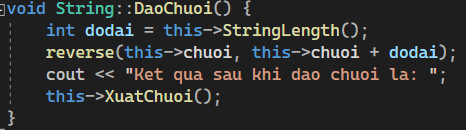 void String::DaoChuoi() {
int dodai = this->StringLength();
reverse(this->chuoi, this->chuoi + dodai);
cout << "Ket qua sau khi dao chuoi la: ";
this->XuatChuoi();
}